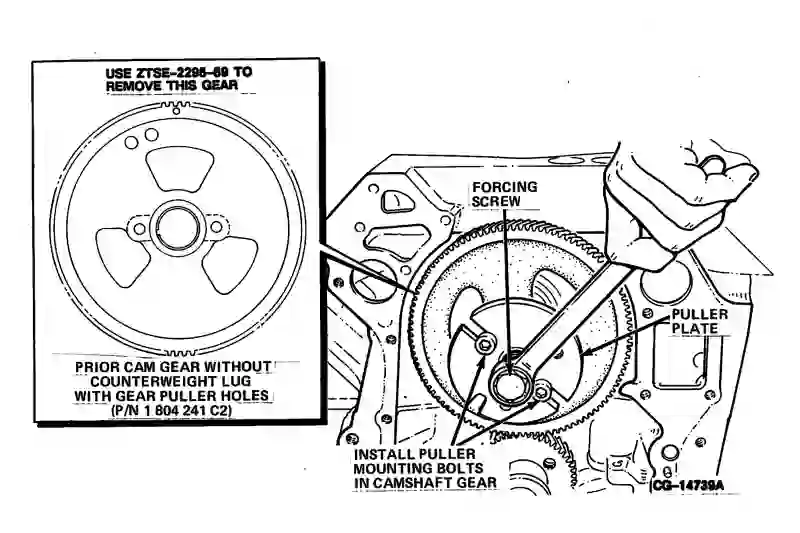 USE ZTSE-2295-69 TO
REMOVE THIS GEAR
PRIOR CAM GEAR WITHOUT
COUNTERWEIGHT LUG
WITH GEAR PULLER HOLES
(P/N 1 804 241 C2)
FORCING
SCREW
PULLER
PLATE
INSTALL PULLER
MOUNTING BOLTS
IN CAMSHAFT GEAR
CG-14739A